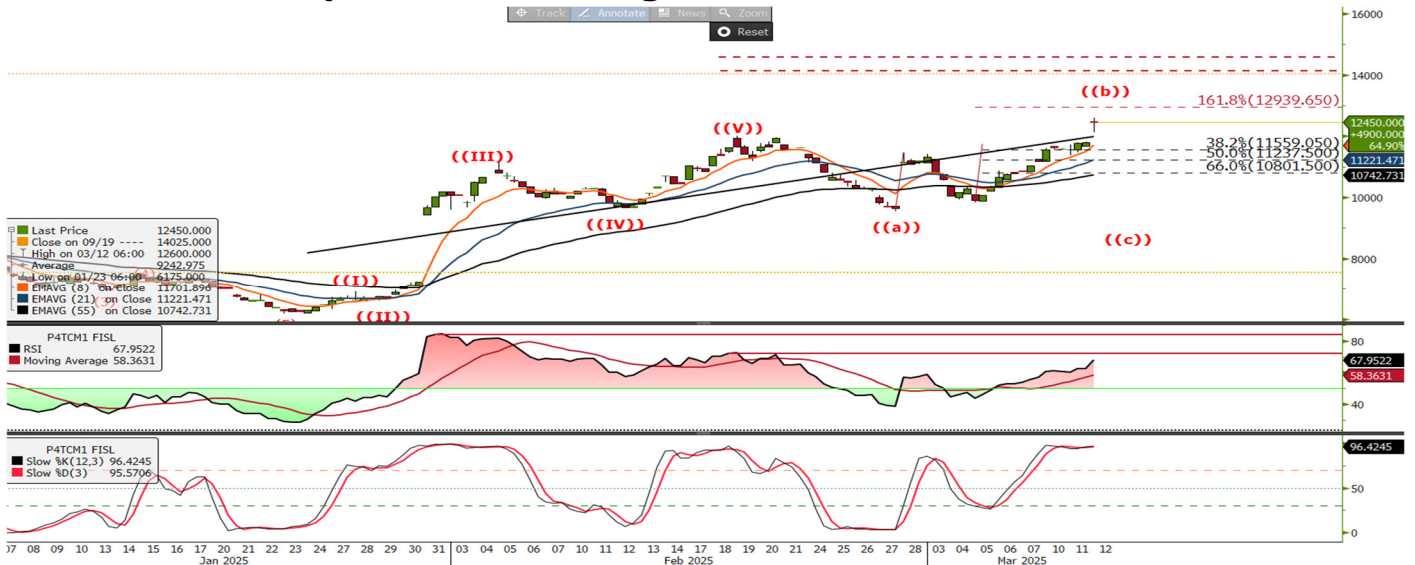 Track Annotate News Zoom
Reset
16000
14000
12450.000
+4900.000
64.90%
11221.471
10742.731
10000
8000
161.8%(12939.650)
38.2%(11559.050)
50.0%(11237.500)
66.0%(10801.500)
((b))
((V))
((III))
((IV))
((a))
((c))
((I))
((II))
Last Price 12450.000
Close on 09/19 ---- 14025.000
High on 03/12 06:00 12600.000
Average 9242.975
Low on 01/23 06:00 6175.000
EMAVG (8) on Close 11701.896
EMAVG (21) on Close 11221.471
EMAVG (55) on Close 10742.731
P4TCM1 FISL
RSI 67.9522
Moving Average 58.3631
80
67.9522
58.3631
40
P4TCM1 FISL
Slow %K(12,3) 96.4245
Slow %D(3) 95.5706
96.4245
50
0
07 08 09 10 13 14 15 16 17 20 21 22 23 24 27 28 29 30 31 03 04 05 06 07 10 11 12 13 14 17 18 19 20 21 24 25 26 27 28 03 04 05 06 07 10 11 12
Jan 2025 Feb 2025 Mar 2025